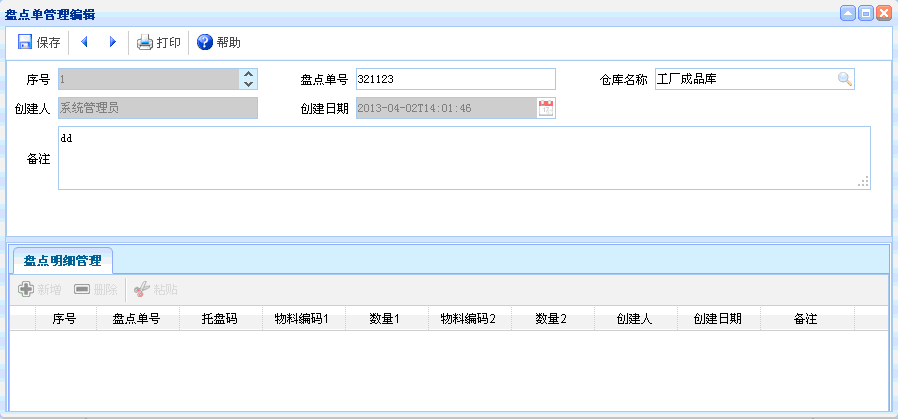 盘点单管理编辑
保存 打印 帮助
序号 1 盘点单号 321123 仓库名称 工厂成品库
创建人 系统管理员 创建日期 2013-04-02T14:01:46
备注 dd
盘点明细管理
新增 删除 粘贴
序号 盘点单号 托盘码 物料编码1 数量1 物料编码2 数量2 创建人 创建日期 备注